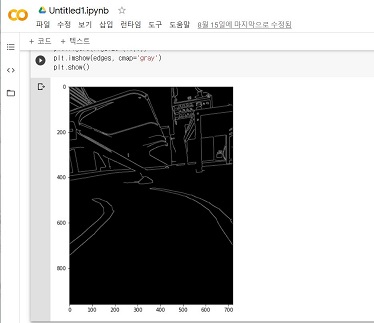 CO Untitled1.ipynb ☆
파일 수정 보기 삽입 런타임 도구 도움말 8월 15일에 마지막으로 수정됨
+ 코드 + 텍스트
plt.imshow(edges, cmap='gray')
plt.show()
0
200
400
600
800
0 100 200 300 400 500 600 700